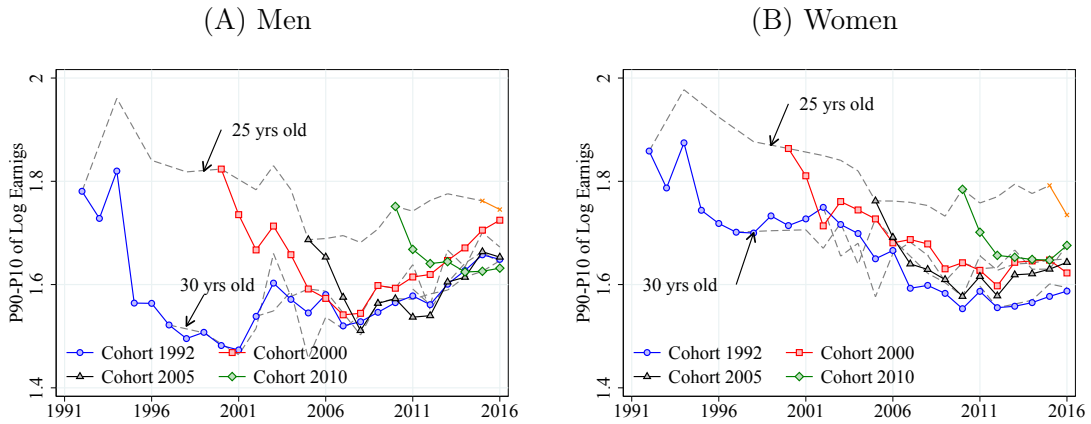 (A) Men
P90-P10 of Log Earnigs
2
1.8
1.6
1.4
25 yrs old
30 yrs old
Cohort 1992
Cohort 2000
Cohort 2005
Cohort 2010
1991
1996
2001
2006
2011
2016
(B) Women
P90-P10 of Log Earnigs
2
1.8
1.6
1.4
25 yrs old
30 yrs old
Cohort 1992
Cohort 2000
Cohort 2005
Cohort 2010
1991
1996
2001
2006
2011
2016